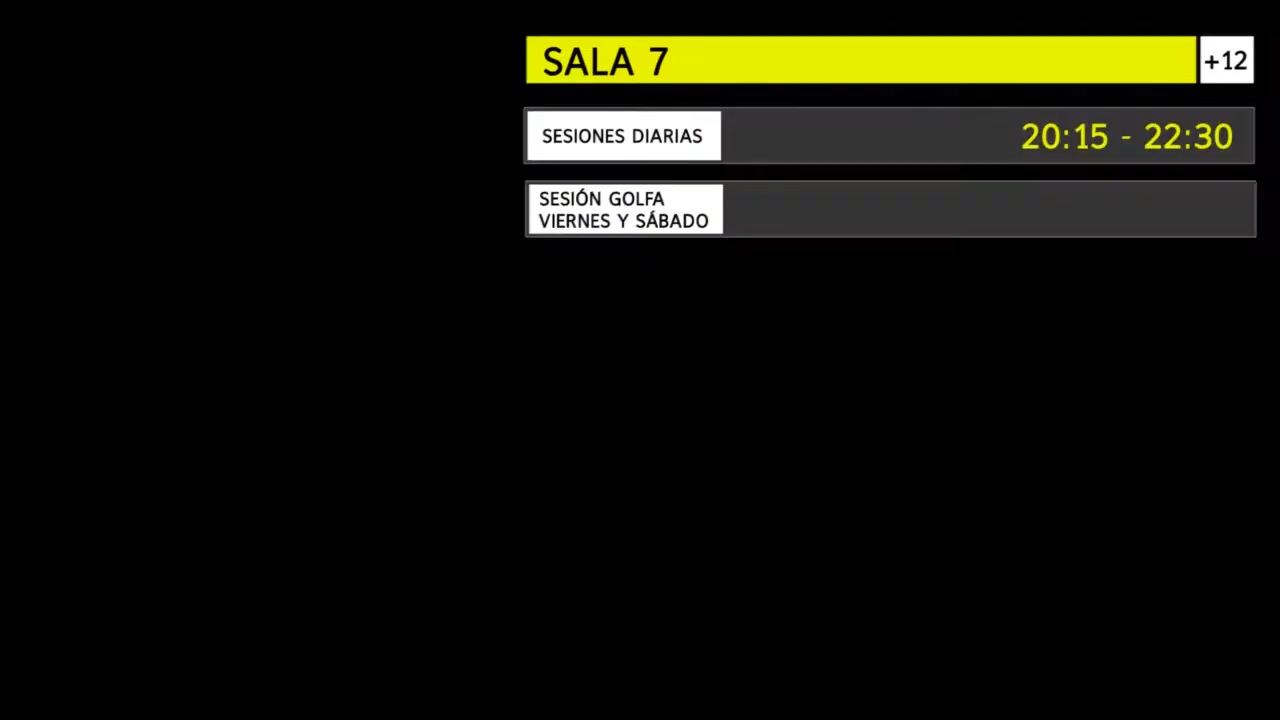 SALA 7
+12
SESIONES DIARIAS
20:15 - 22:30
SESIÓN GOLFA
VIERNES Y SÁBADO